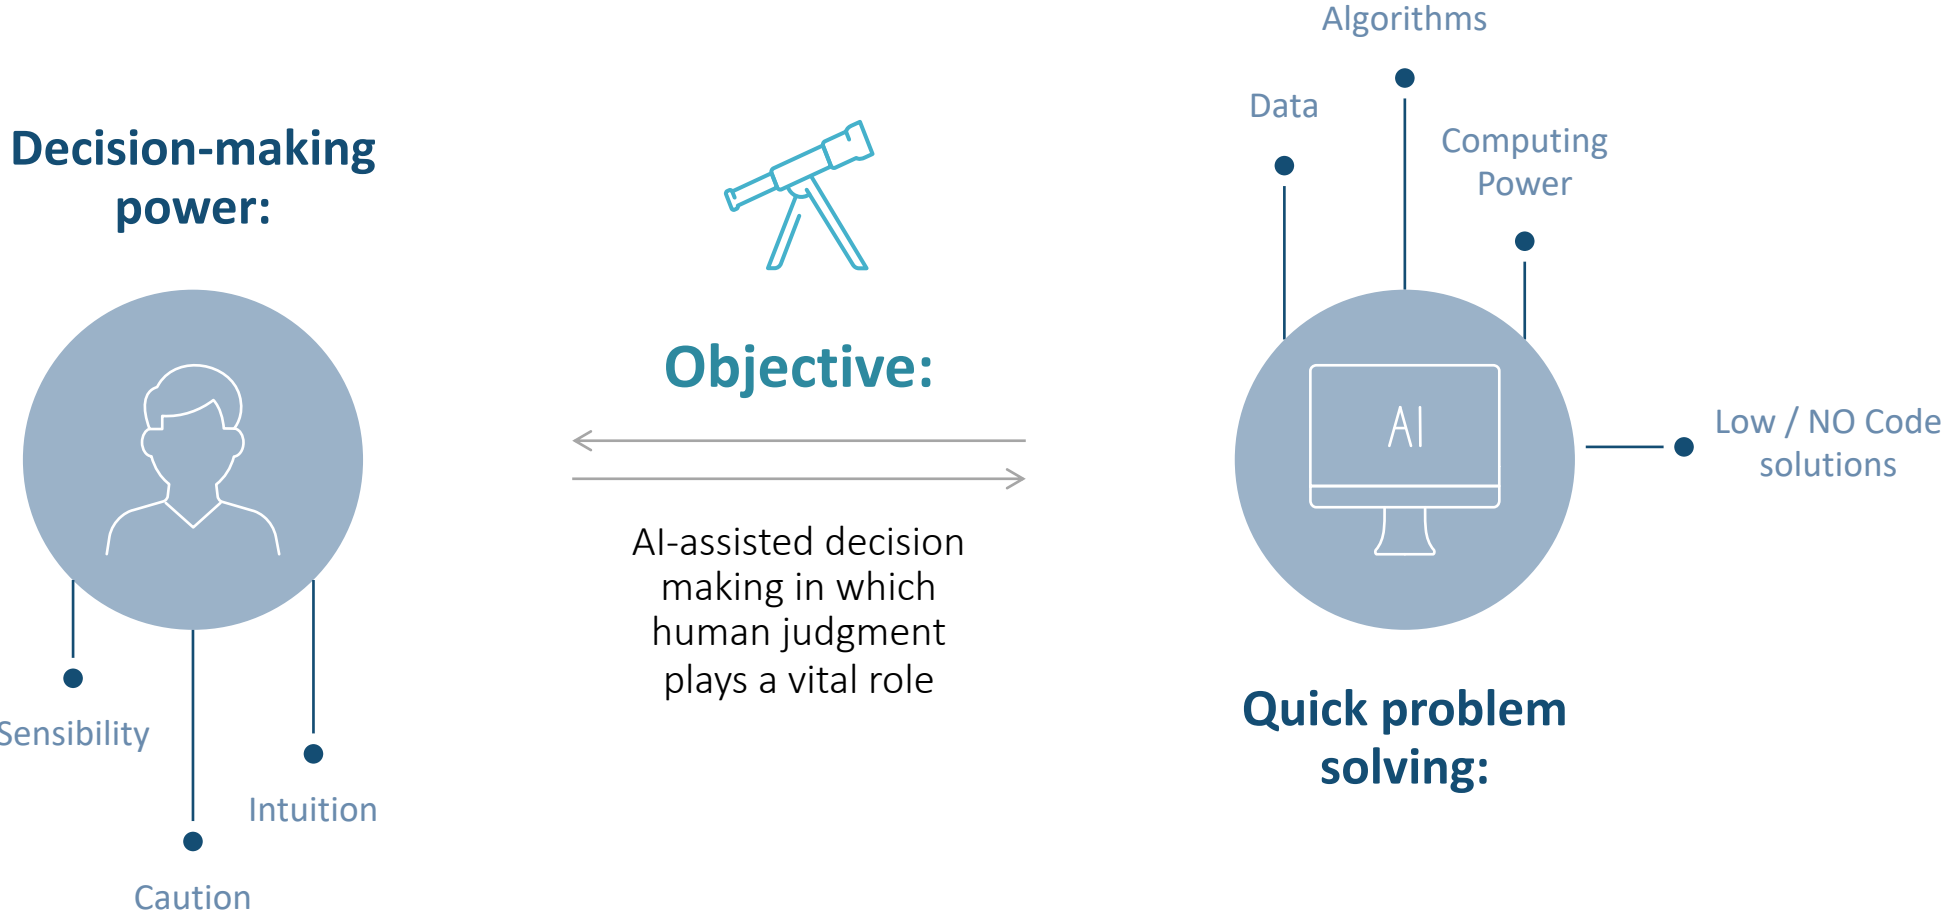 Decision-making
power:
Sensibility
Caution
Intuition
Objective:
AI-assisted decision
making in which
human judgment
plays a vital role
Algorithms
Data
Computing
Power
AI
Low / NO Code
solutions
Quick problem
solving: